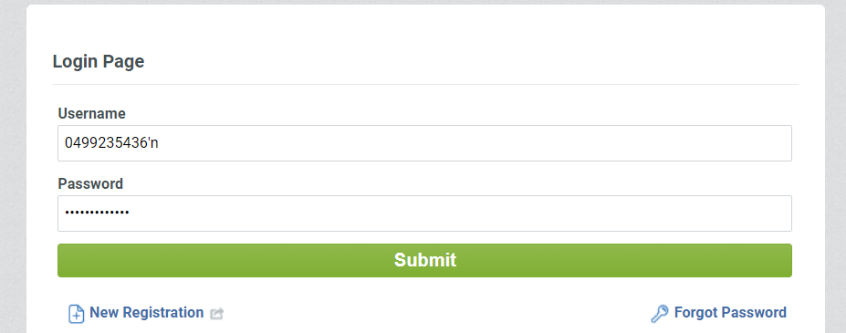 Login Page
Username
0499235436'n
Password
•••••••••••••
Submit
New Registration
Forgot Password